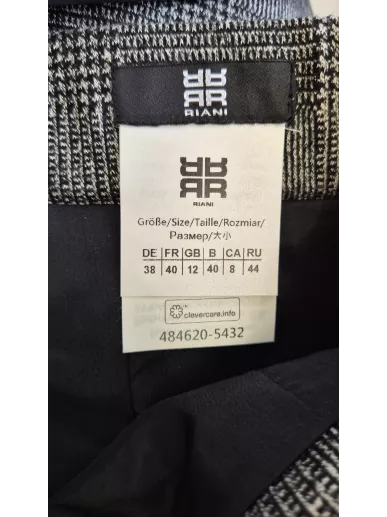 RIANI
RIANI
Größe/Size/Taille/Rozmiar/
Размер/大小
DE FR GB B CA RU
38 40 12 40 8 44
clevercare.info
484620-5432